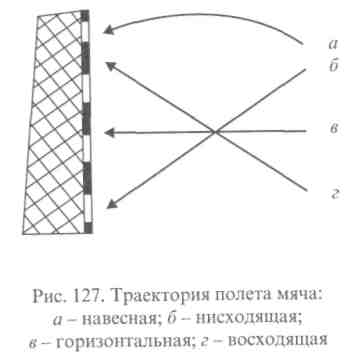 а
б
в
г
Рис. 127. Траектория полета мяча:
а – навесная; б – нисходящая;
в – горизонтальная; г – восходящая